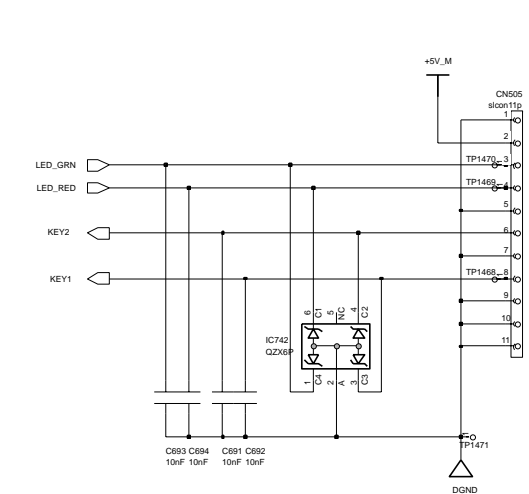 +5V_M
CN505
slcon11p
1
2
LED_GRN
TP1470
3
LED_RED
TP1469
4
5
KEY2
6
7
KEY1
TP1468
8
9
10
11
6
C1
5
NC
4
C2
IC742
QZX6P
1
C4
2
A
3
C3
TP1471
C693 C694 C691 C692
10nF 10nF 10nF 10nF
DGND